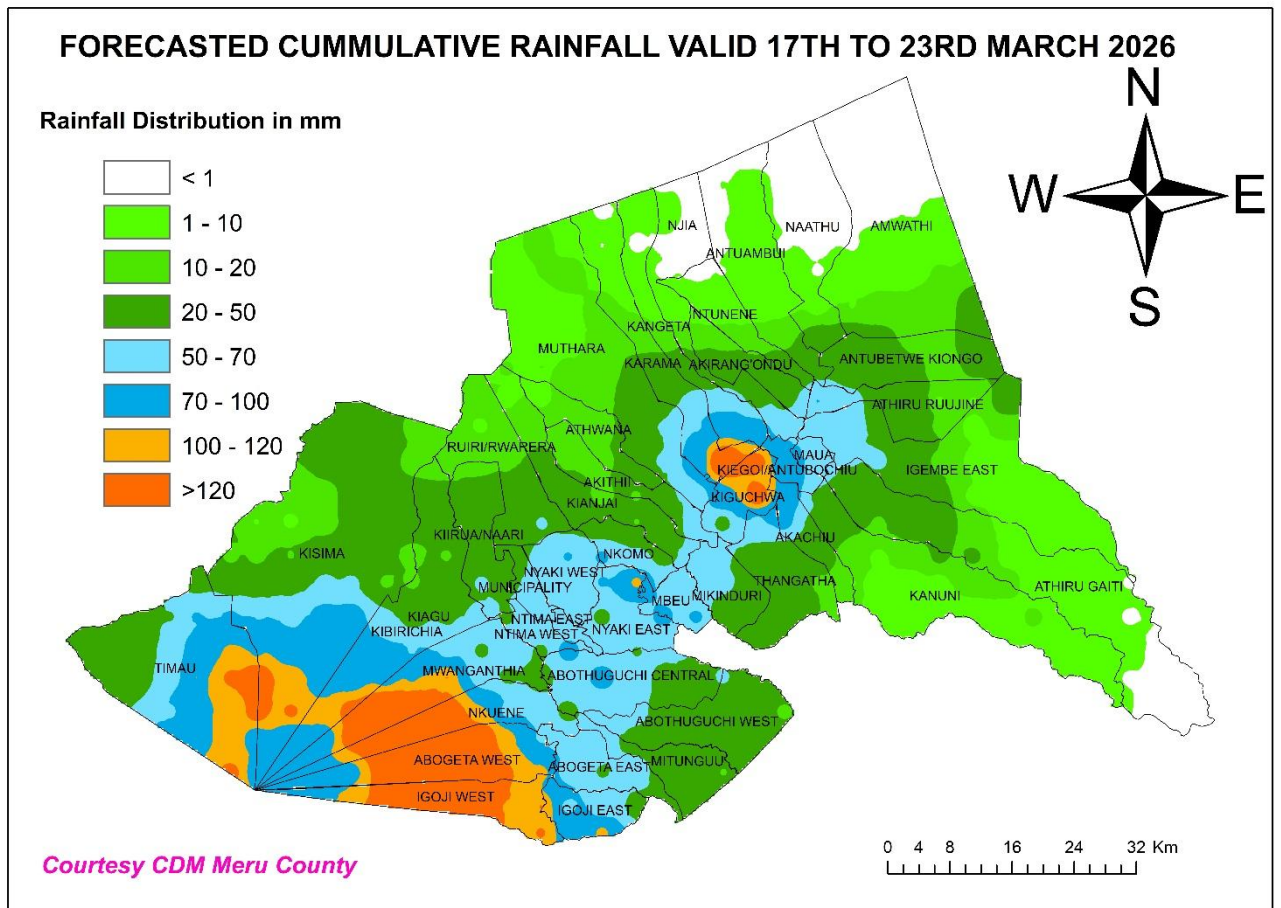 FORECASTED CUMMULATIVE RAINFALL VALID 17TH TO 23RD MARCH 2026
Rainfall Distribution in mm
< 1
1 - 10
10 - 20
20 - 50
50 - 70
70 - 100
100 - 120
>120
N
W E
S
NJIA
NAATHU
AMWATHI
ANTUAMBUI
NTUNENE
KANGETA
MUTHARA
KARAMA
AKIRANG'ONDU
ANTUBETWE KIONGO
ATHIRU RUUJINE
ATHWANA
RUIRI/RWARERA
MAUA
KIEGOI/ANTUBOCHIU
IGEMBE EAST
AKITHII
KIGUCHWA
KIANJAI
KIIRUA/NAARI
AKACHIU
KISIMA
NKOMO
NYAKI WEST
MUNICIPALITY
THANGATHA
ATHIRU GAITI
MIKINDURI
KANUNI
MBEU
KIAGU
NTIMA EAST
KIBIRICHIA
NTIMA WEST
NYAKI EAST
TIMAU
MWANGANTHIA
ABOTHUGUCHI CENTRAL
NKUENE
ABOTHUGUCHI WEST
ABOGETA WEST
ABOGETA EAST
MITUNGUU
IGOJI WEST
IGOJI EAST
Courtesy CDM Meru County
0 4 8 16 24 32 Km